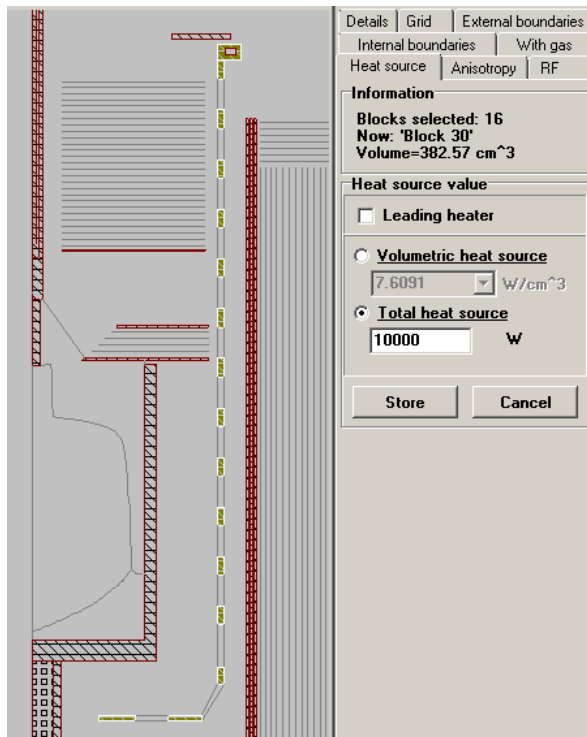 Details Grid External boundaries
Internal boundaries With gas
Heat source Anisotropy RF
Information
Blocks selected: 16
Now: 'Block 30'
Volume=382.57 cm^3
Heat source value
Leading heater
Volumetric heat source
7.6091 W/cm^3
Total heat source
10000 W
Store Cancel